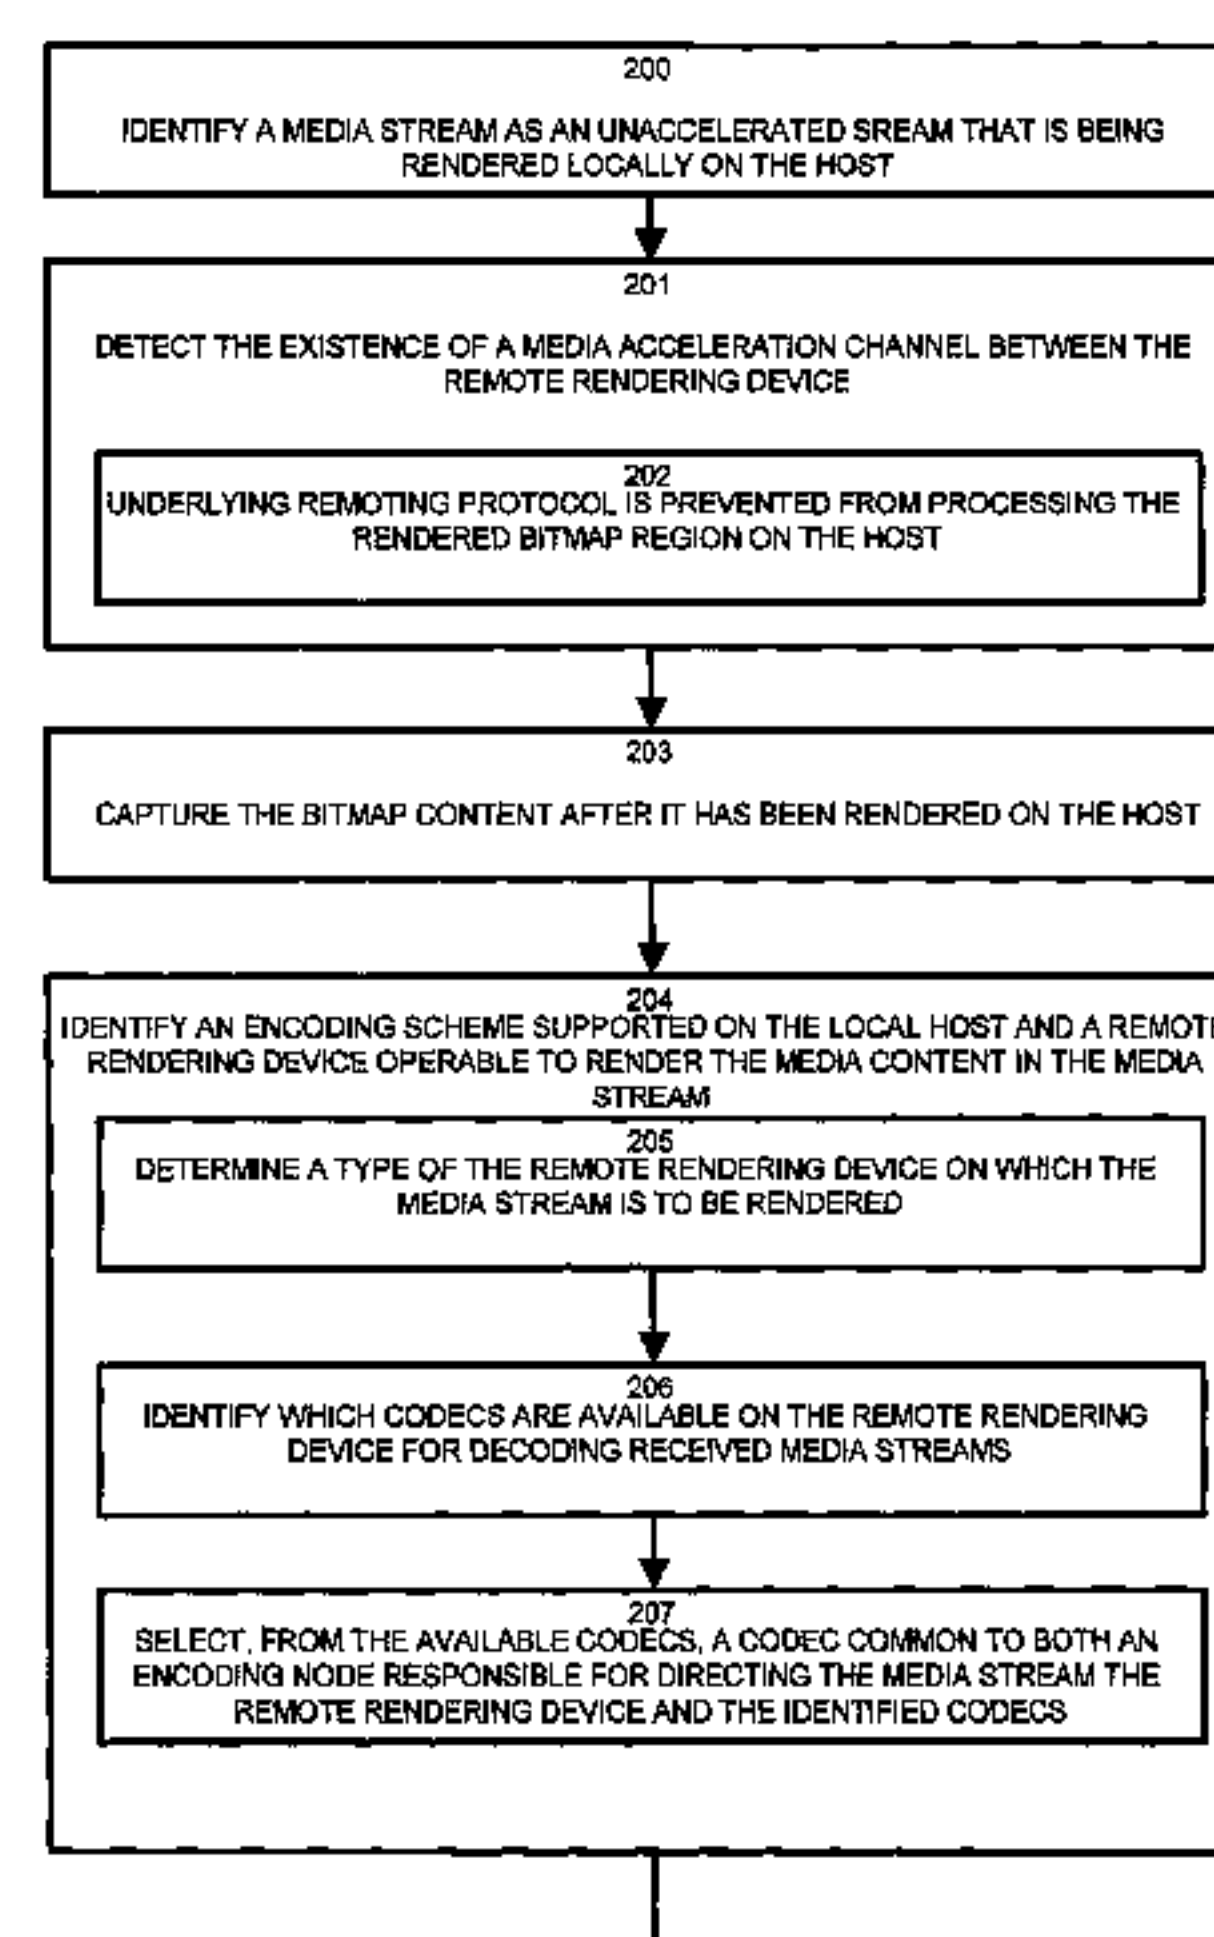 200
IDENTIFY A MEDIA STREAM AS AN UNACCELERATED SREAM THAT IS BEING
RENDERED LOCALLY ON THE HOST
201
DETECT THE EXISTENCE OF A MEDIA ACCELERATION CHANNEL BETWEEN THE
REMOTE RENDERING DEVICE
202
UNDERLYING REMOTING PROTOCOL IS PREVENTED FROM PROCESSING THE
RENDERED BITMAP REGION ON THE HOST
203
CAPTURE THE BITMAP CONTENT AFTER IT HAS BEEN RENDERED ON THE HOST
204
IDENTIFY AN ENCODING SCHEME SUPPORTED ON THE LOCAL HOST AND A REMOTE
RENDERING DEVICE OPERABLE TO RENDER THE MEDIA CONTENT IN THE MEDIA
STREAM
205
DETERMINE A TYPE OF THE REMOTE RENDERING DEVICE ON WHICH THE
MEDIA STREAM IS TO BE RENDERED
206
IDENTIFY WHICH CODECS ARE AVAILABLE ON THE REMOTE RENDERING
DEVICE FOR DECODING RECEIVED MEDIA STREAMS
207
SELECT, FROM THE AVAILABLE CODECS, A CODEC COMMON TO BOTH AN
ENCODING NODE RESPONSIBLE FOR DIRECTING THE MEDIA STREAM THE
REMOTE RENDERING DEVICE AND THE IDENTIFIED CODECS